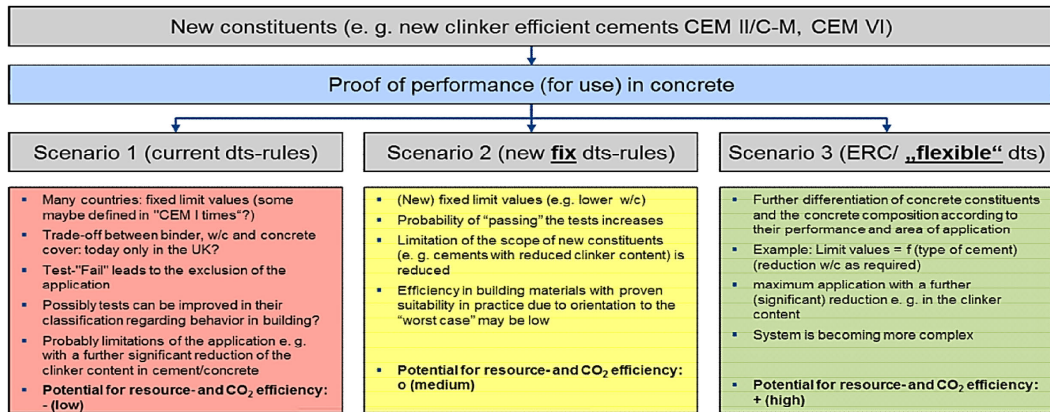 New constituents (e. g. new clinker efficient cements CEM II/C-M, CEM VI)
Proof of performance (for use) in concrete
Scenario 1 (current dts-rules)
▪ Many countries: fixed limit values (some
maybe defined in "CEM I times"?)
▪ Trade-off between binder, w/c and concrete
cover: today only in the UK?
▪ Test-"Fail" leads to the exclusion of the
application
▪ Possibly tests can be improved in their
classification regarding behavior in building?
▪ Probably limitations of the application e. g.
with a further significant reduction of the
clinker content in cement/concrete
▪ Potential for resource- and CO₂ efficiency:
- (low)
Scenario 2 (new fix dts-rules)
▪ (New) fixed limit values (e.g. lower w/c)
▪ Probability of "passing" the tests increases
▪ Limitation of the scope of new constituents
(e. g. cements with reduced clinker content) is
reduced
▪ Efficiency in building materials with proven
suitability in practice due to orientation to the
"worst case" may be low
▪ Potential for resource- and CO₂ efficiency:
o (medium)
Scenario 3 (ERC/ „flexible“ dts)
▪ Further differentiation of concrete constituents
and the concrete composition according to
their performance and area of application
▪ Example: Limit values = f (type of cement)
(reduction w/c as required)
▪ maximum application with a further
(significant) reduction e. g. in the clinker
content
▪ System is becoming more complex
▪ Potential for resource- and CO₂ efficiency:
+ (high)